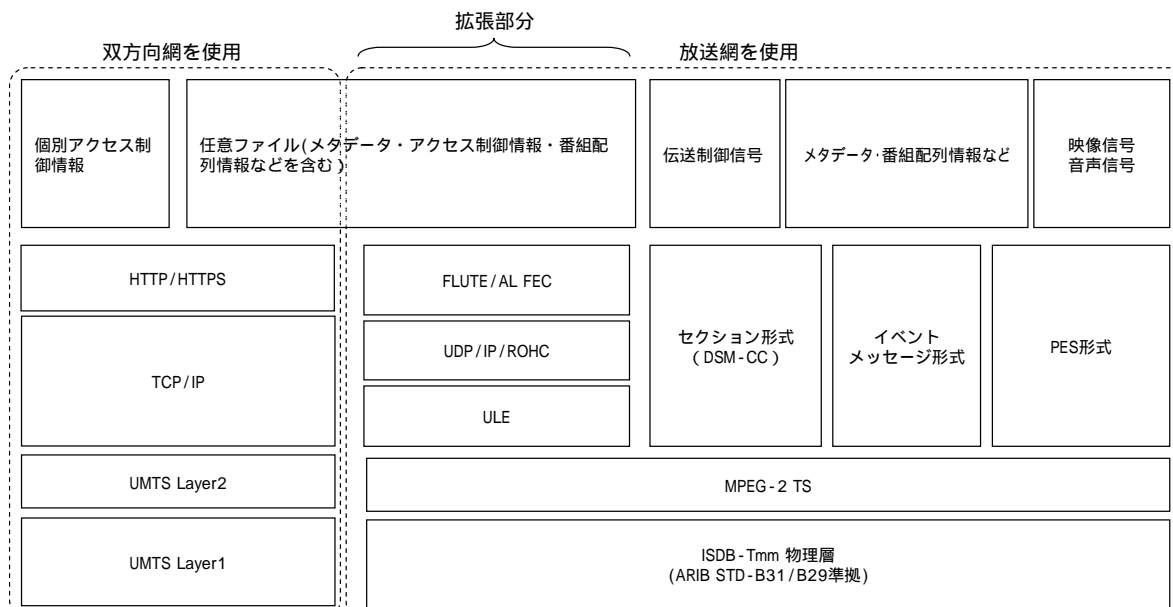 拡張部分
双方向網を使用
放送網を使用
個別アクセス制
御情報
任意ファイル(メタデータ・アクセス制御情報・番組配
列情報などを含む)
伝送制御信号
メタデータ・番組配列情報など
映像信号
音声信号
HTTP/HTTPS
FLUTE/AL FEC
セクション形式
(DSM-CC)
イベント
メッセージ形式
PES形式
UDP/IP/ROHC
TCP/IP
ULE
UMTS Layer2
MPEG-2 TS
UMTS Layer1
ISDB-Tmm 物理層
(ARIB STD-B31/B29準拠)